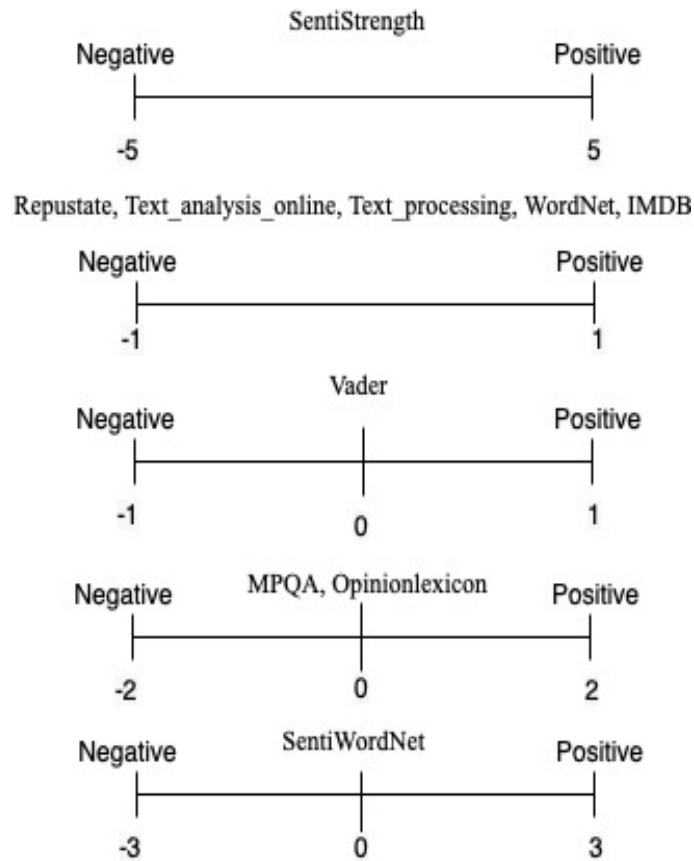 SentiStrength
Negative Positive
-5 5
Repustate, Text_analysis_online, Text_processing, WordNet, IMDB
Negative Positive
-1 1
Vader
Negative Positive
-1 0 1
MPQA, Opinionlexicon
Negative Positive
-2 0 2
SentiWordNet
Negative Positive
-3 0 3